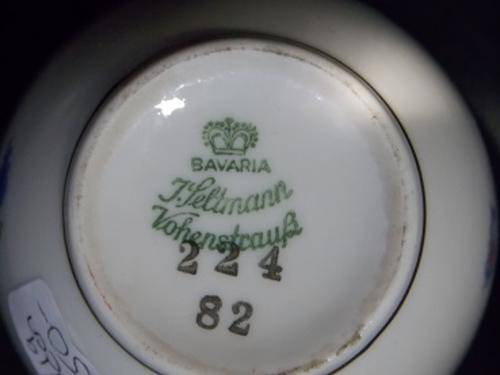 BAVARIA
J. Seltmann
Vohenstrauß
224
82